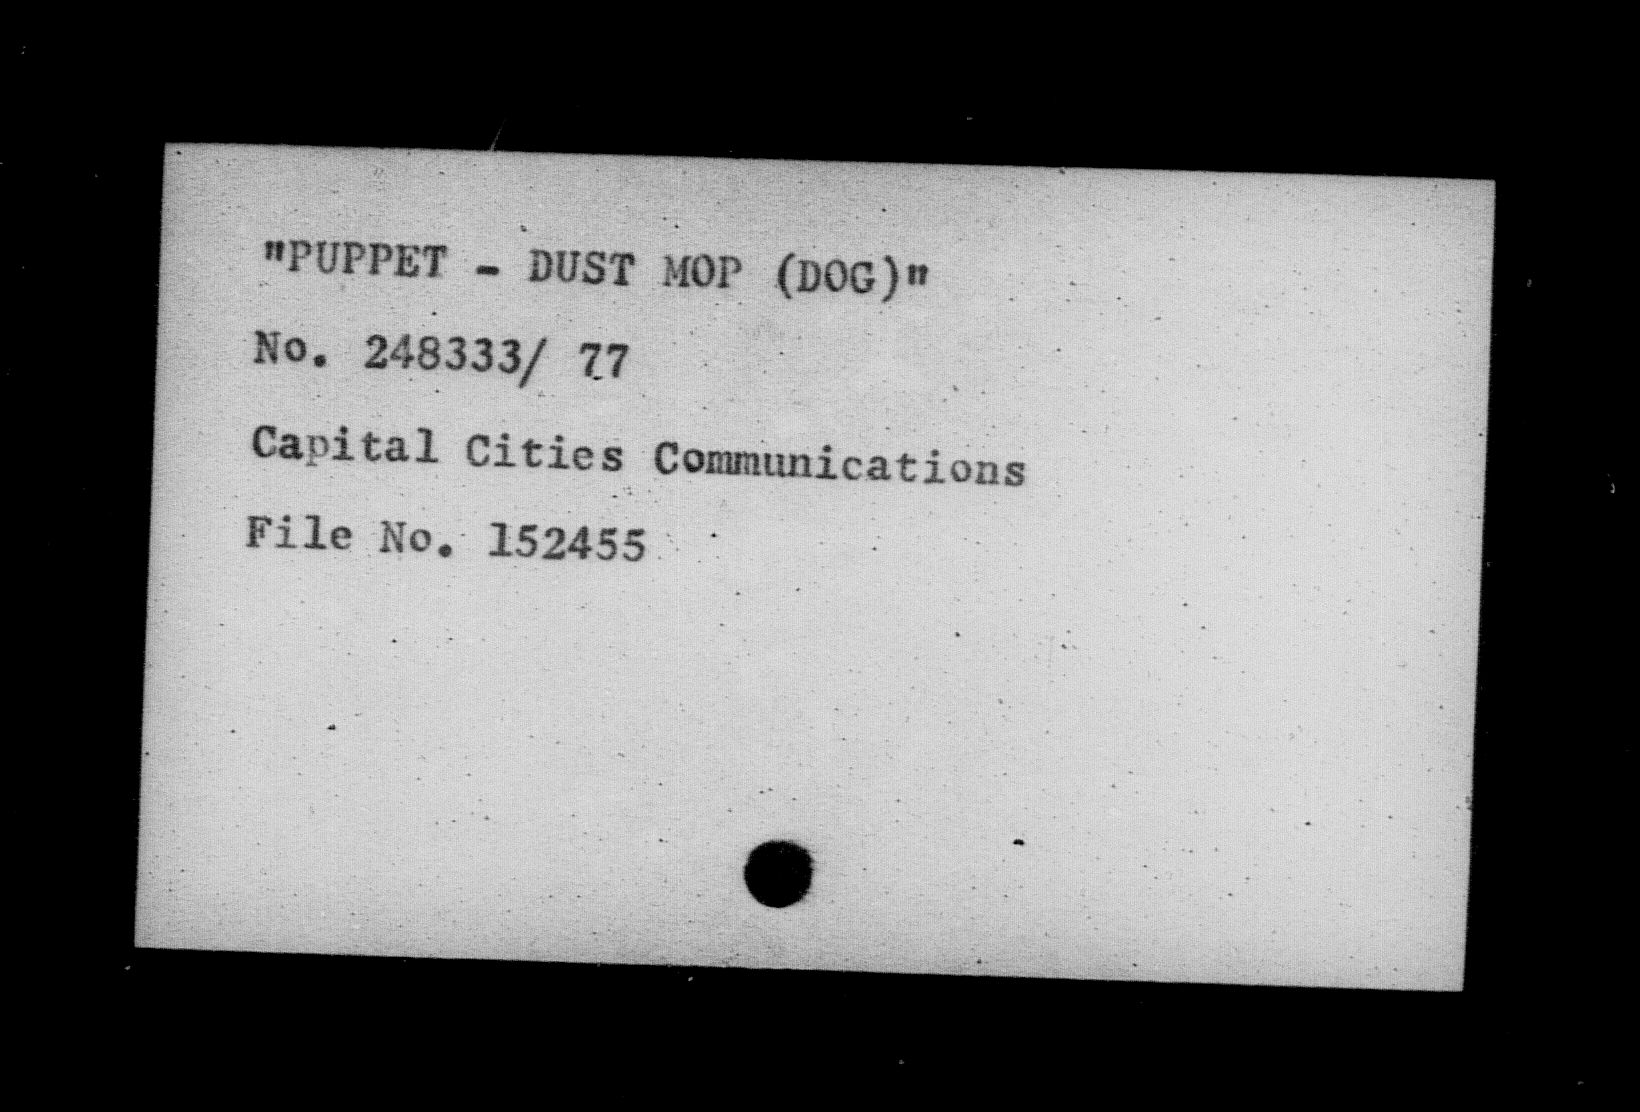 "PUPPET - DUST MOP (DOG)"
No. 248333/ 77
Capital Cities Communications
File No. 152455